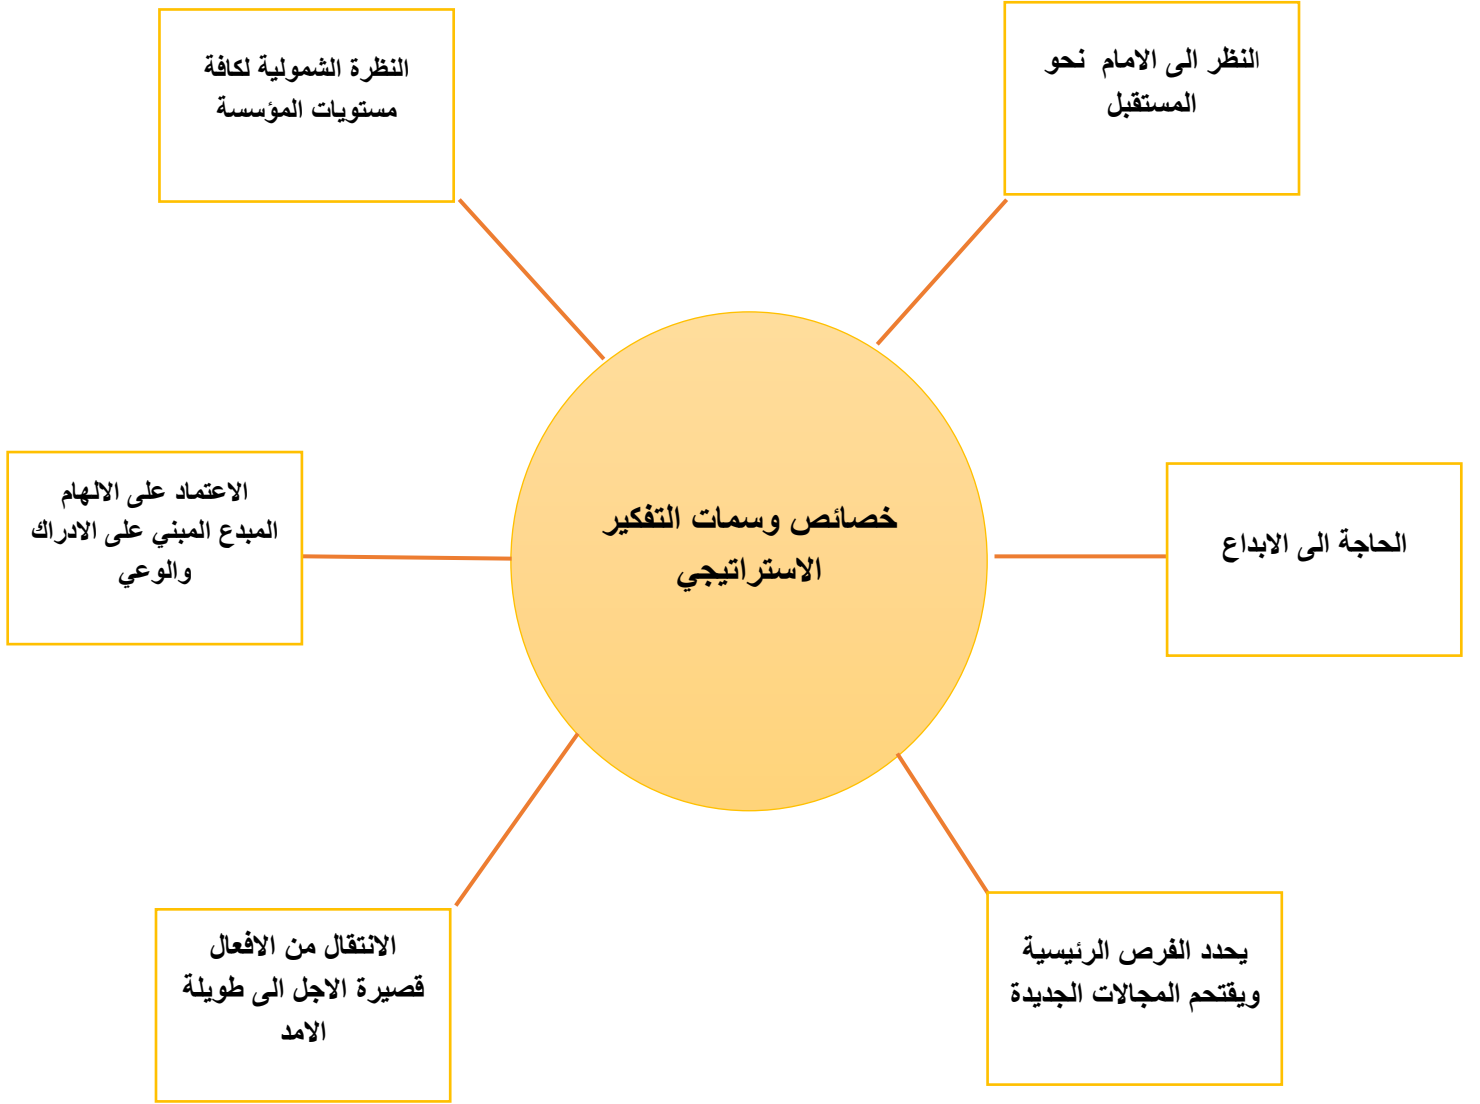 النظر الى الامام نحو
المستقبل
النظرة الشمولية لكافة
مستويات المؤسسة
الحاجة الى الابداع
خصائص وسمات التفكير
الاستراتيجي
الاعتماد على الالهام
المبدع المبني على الادراك
والوعي
يحدد الفرص الرئيسية
ويقتحم المجالات الجديدة
الانتقال من الافعال
قصيرة الاجل الى طويلة
الامد